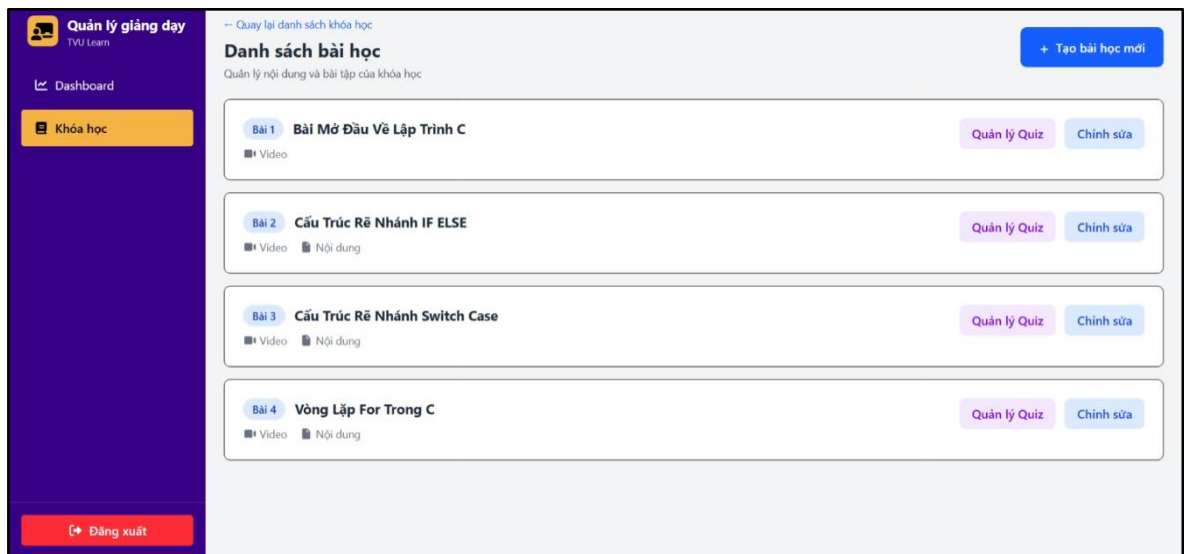 Quản lý giảng dạy
TVU Learn
Dashboard
Khóa học
Đăng xuất
← Quay lại danh sách khóa học
Danh sách bài học
Quản lý nội dung và bài tập của khóa học
+ Tạo bài học mới
Bài 1 Bài Mở Đầu Về Lập Trình C
Video
Quản lý Quiz Chỉnh sửa
Bài 2 Cấu Trúc Rẽ Nhánh IF ELSE
Video Nội dung
Quản lý Quiz Chỉnh sửa
Bài 3 Cấu Trúc Rẽ Nhánh Switch Case
Video Nội dung
Quản lý Quiz Chỉnh sửa
Bài 4 Vòng Lặp For Trong C
Video Nội dung
Quản lý Quiz Chỉnh sửa